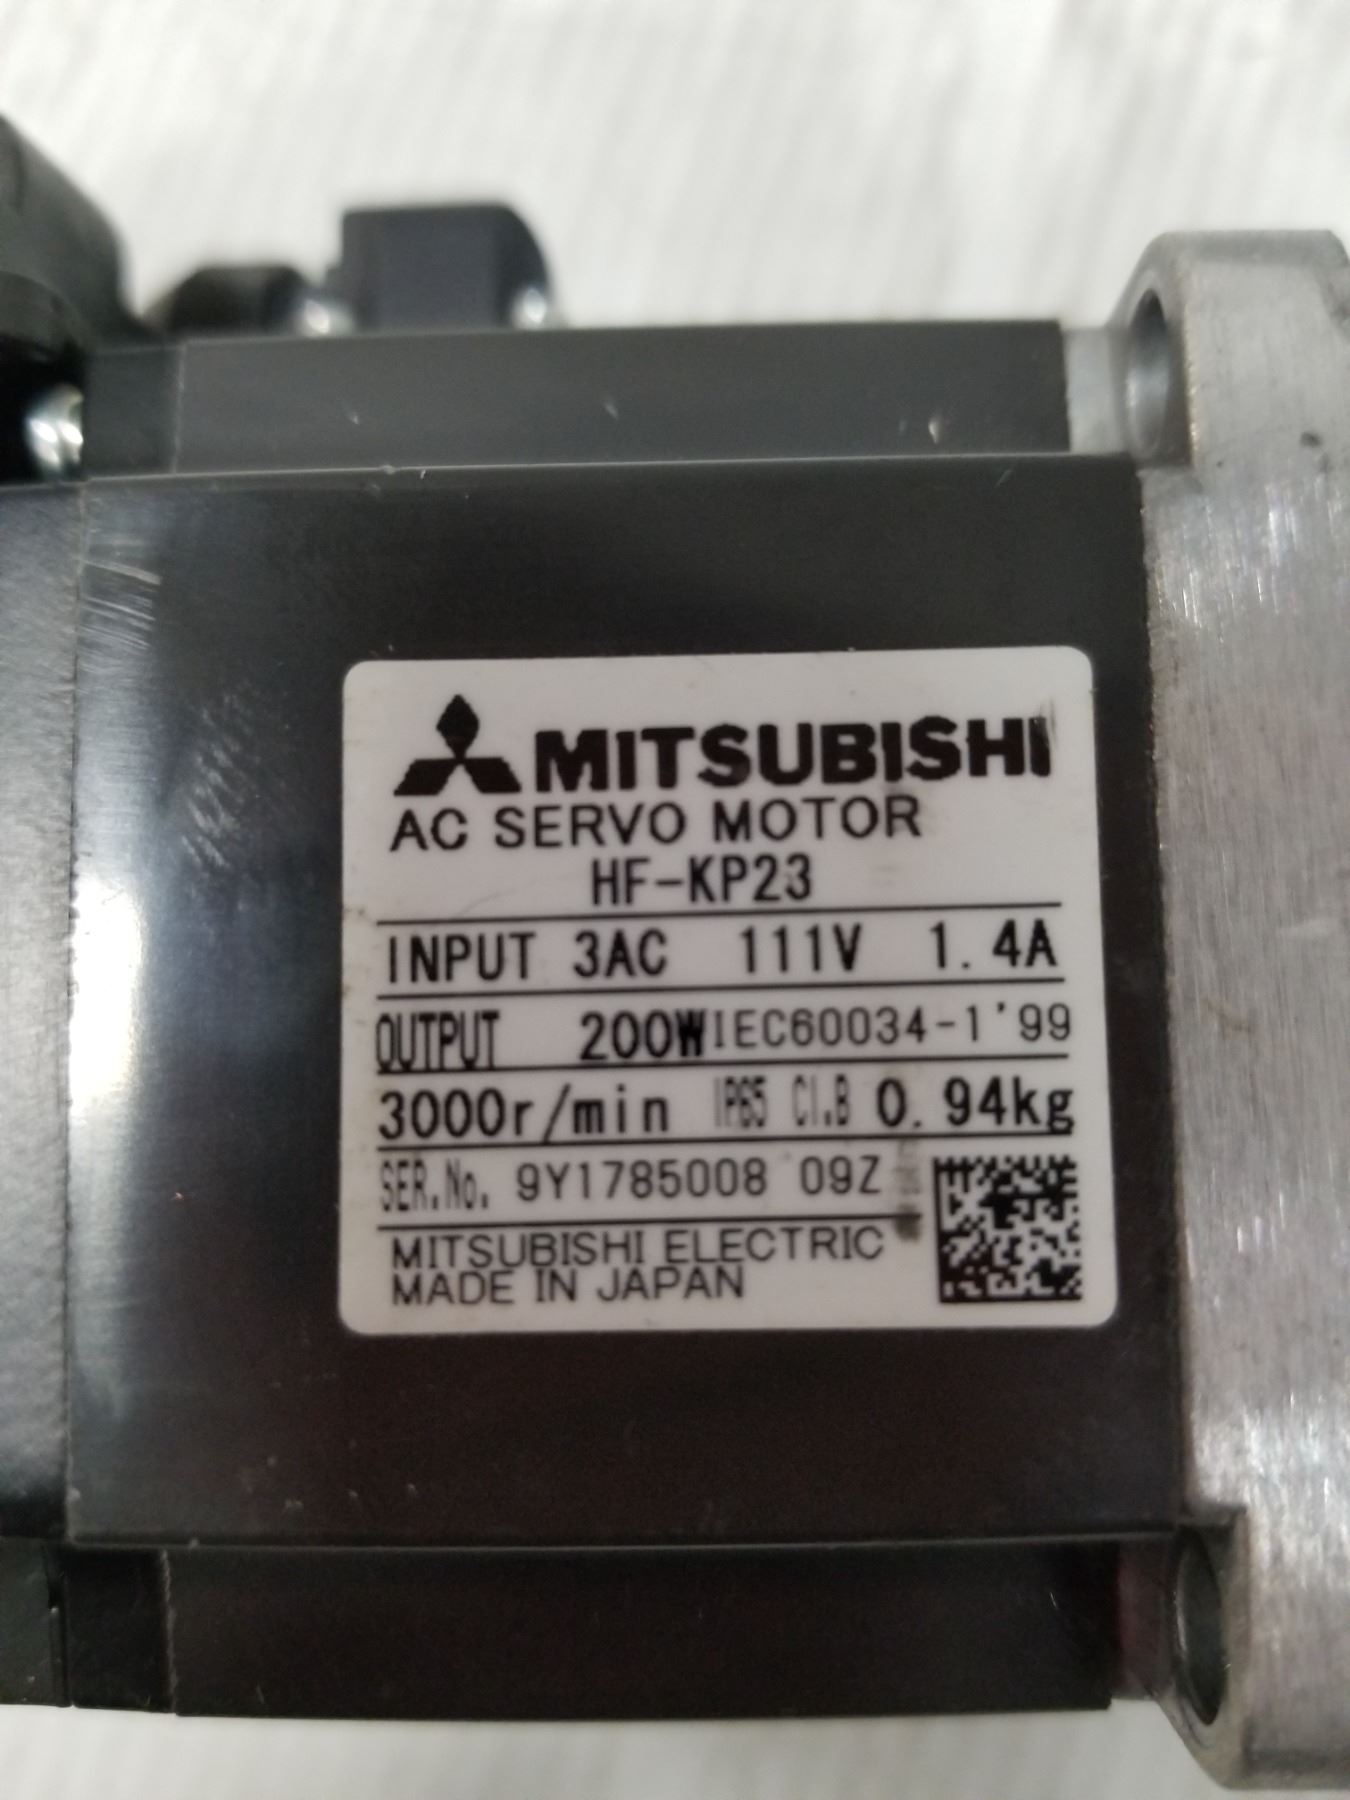 MITSUBISHI
AC SERVO MOTOR
HF-KP23
INPUT 3AC 111V 1.4A
OUTPUT 200W IEC60034-1'99
3000r/min IP65 Cl.B 0.94kg
SER.No. 9Y1785008 09Z
MITSUBISHI ELECTRIC
MADE IN JAPAN